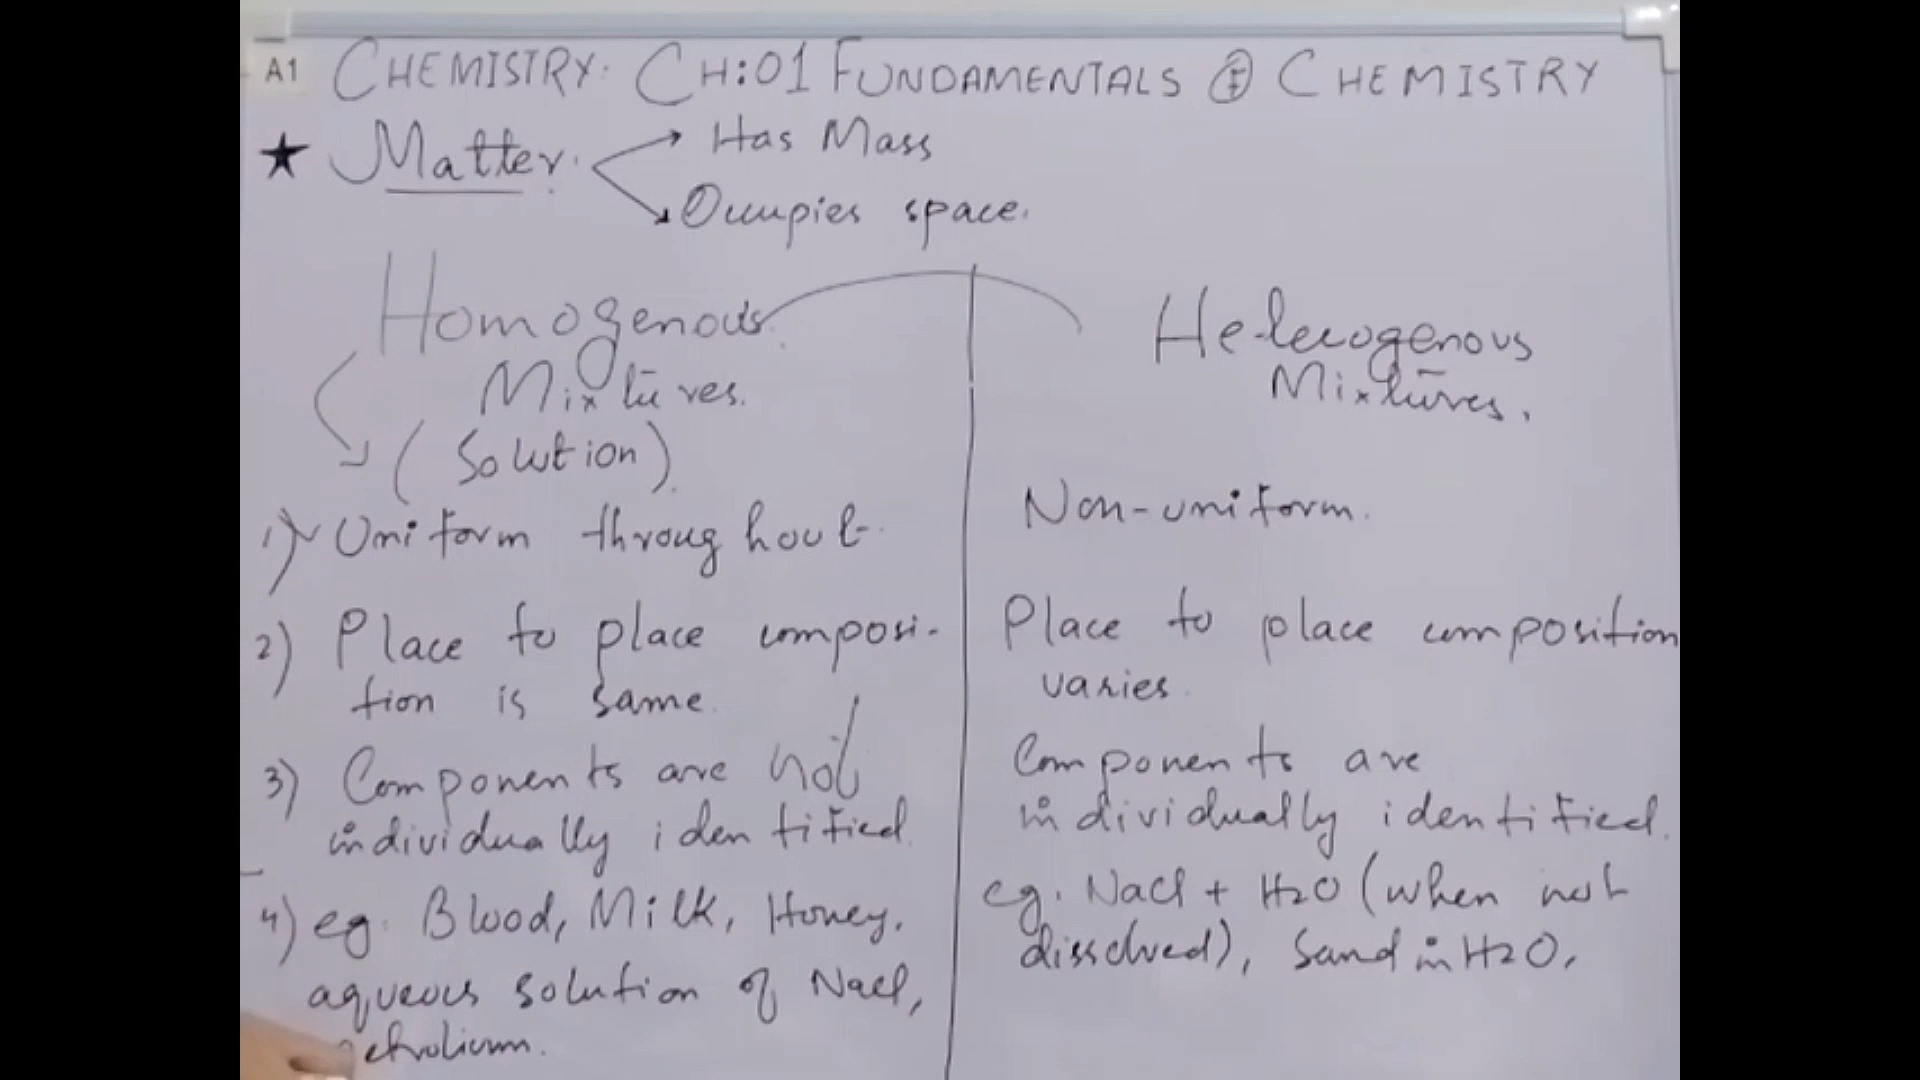 A1 CHEMISTRY: CH:01 FUNDAMENTALS OF CHEMISTRY
★ Matter.
Has Mass
Occupies space.
Homogenous
Mixtures.
(Solution)
1) Uniform throughout
2) Place to place composi-
tion is same.
3) Components are not
individually identified.
4) eg. Blood, Milk, Honey,
aqueous solution of NaCl,
petrolium.
Heterogenous
Mixtures.
Non-uniform.
Place to place composition
varies.
Components are
individually identified.
eg. NaCl + H2O (when not
dissolved), Sand in H2O,